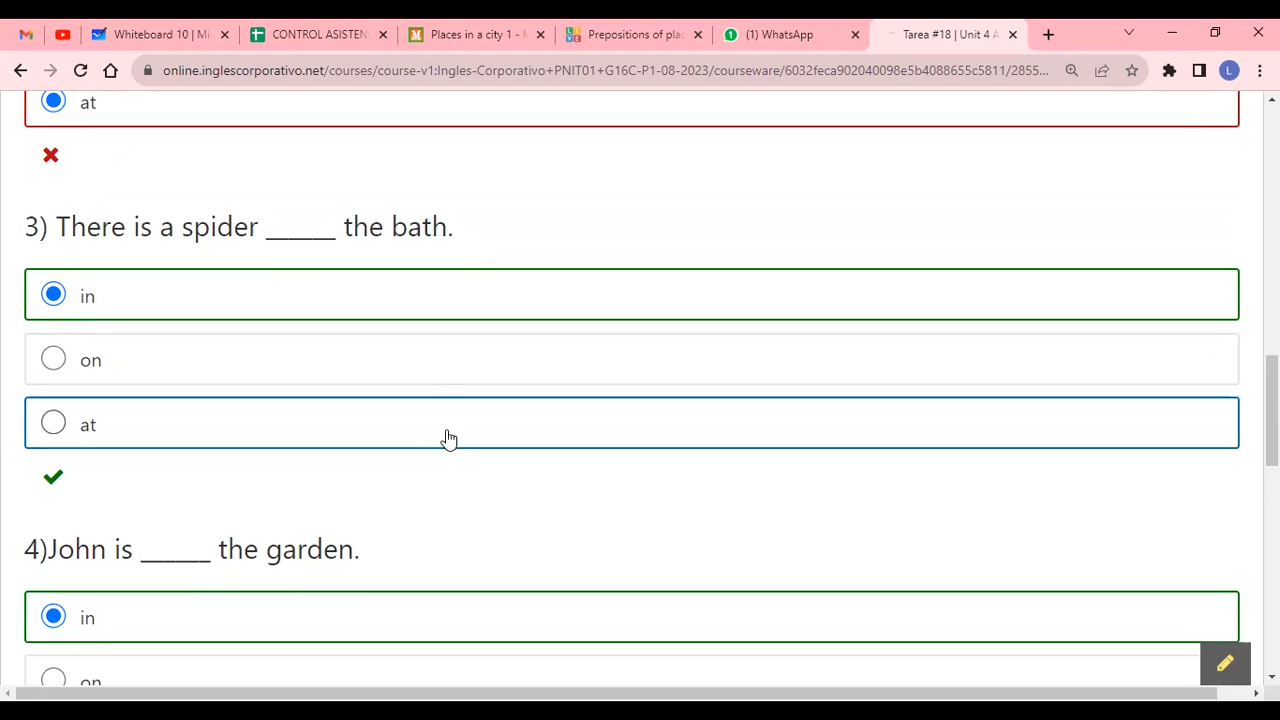 Whiteboard 10 | Mi
CONTROL ASISTEN
Places in a city 1 -
Prepositions of pla
(1) WhatsApp
Tarea #18 | Unit 4 A
online.inglescorporativo.net/courses/course-v1:Ingles-Corporativo+PNIT01+G16C-P1-08-2023/courseware/6032feca902040098e5b4088655c5811/2855...
L
at
3) There is a spider ______ the bath.
in
on
at
4)John is ______ the garden.
in
on